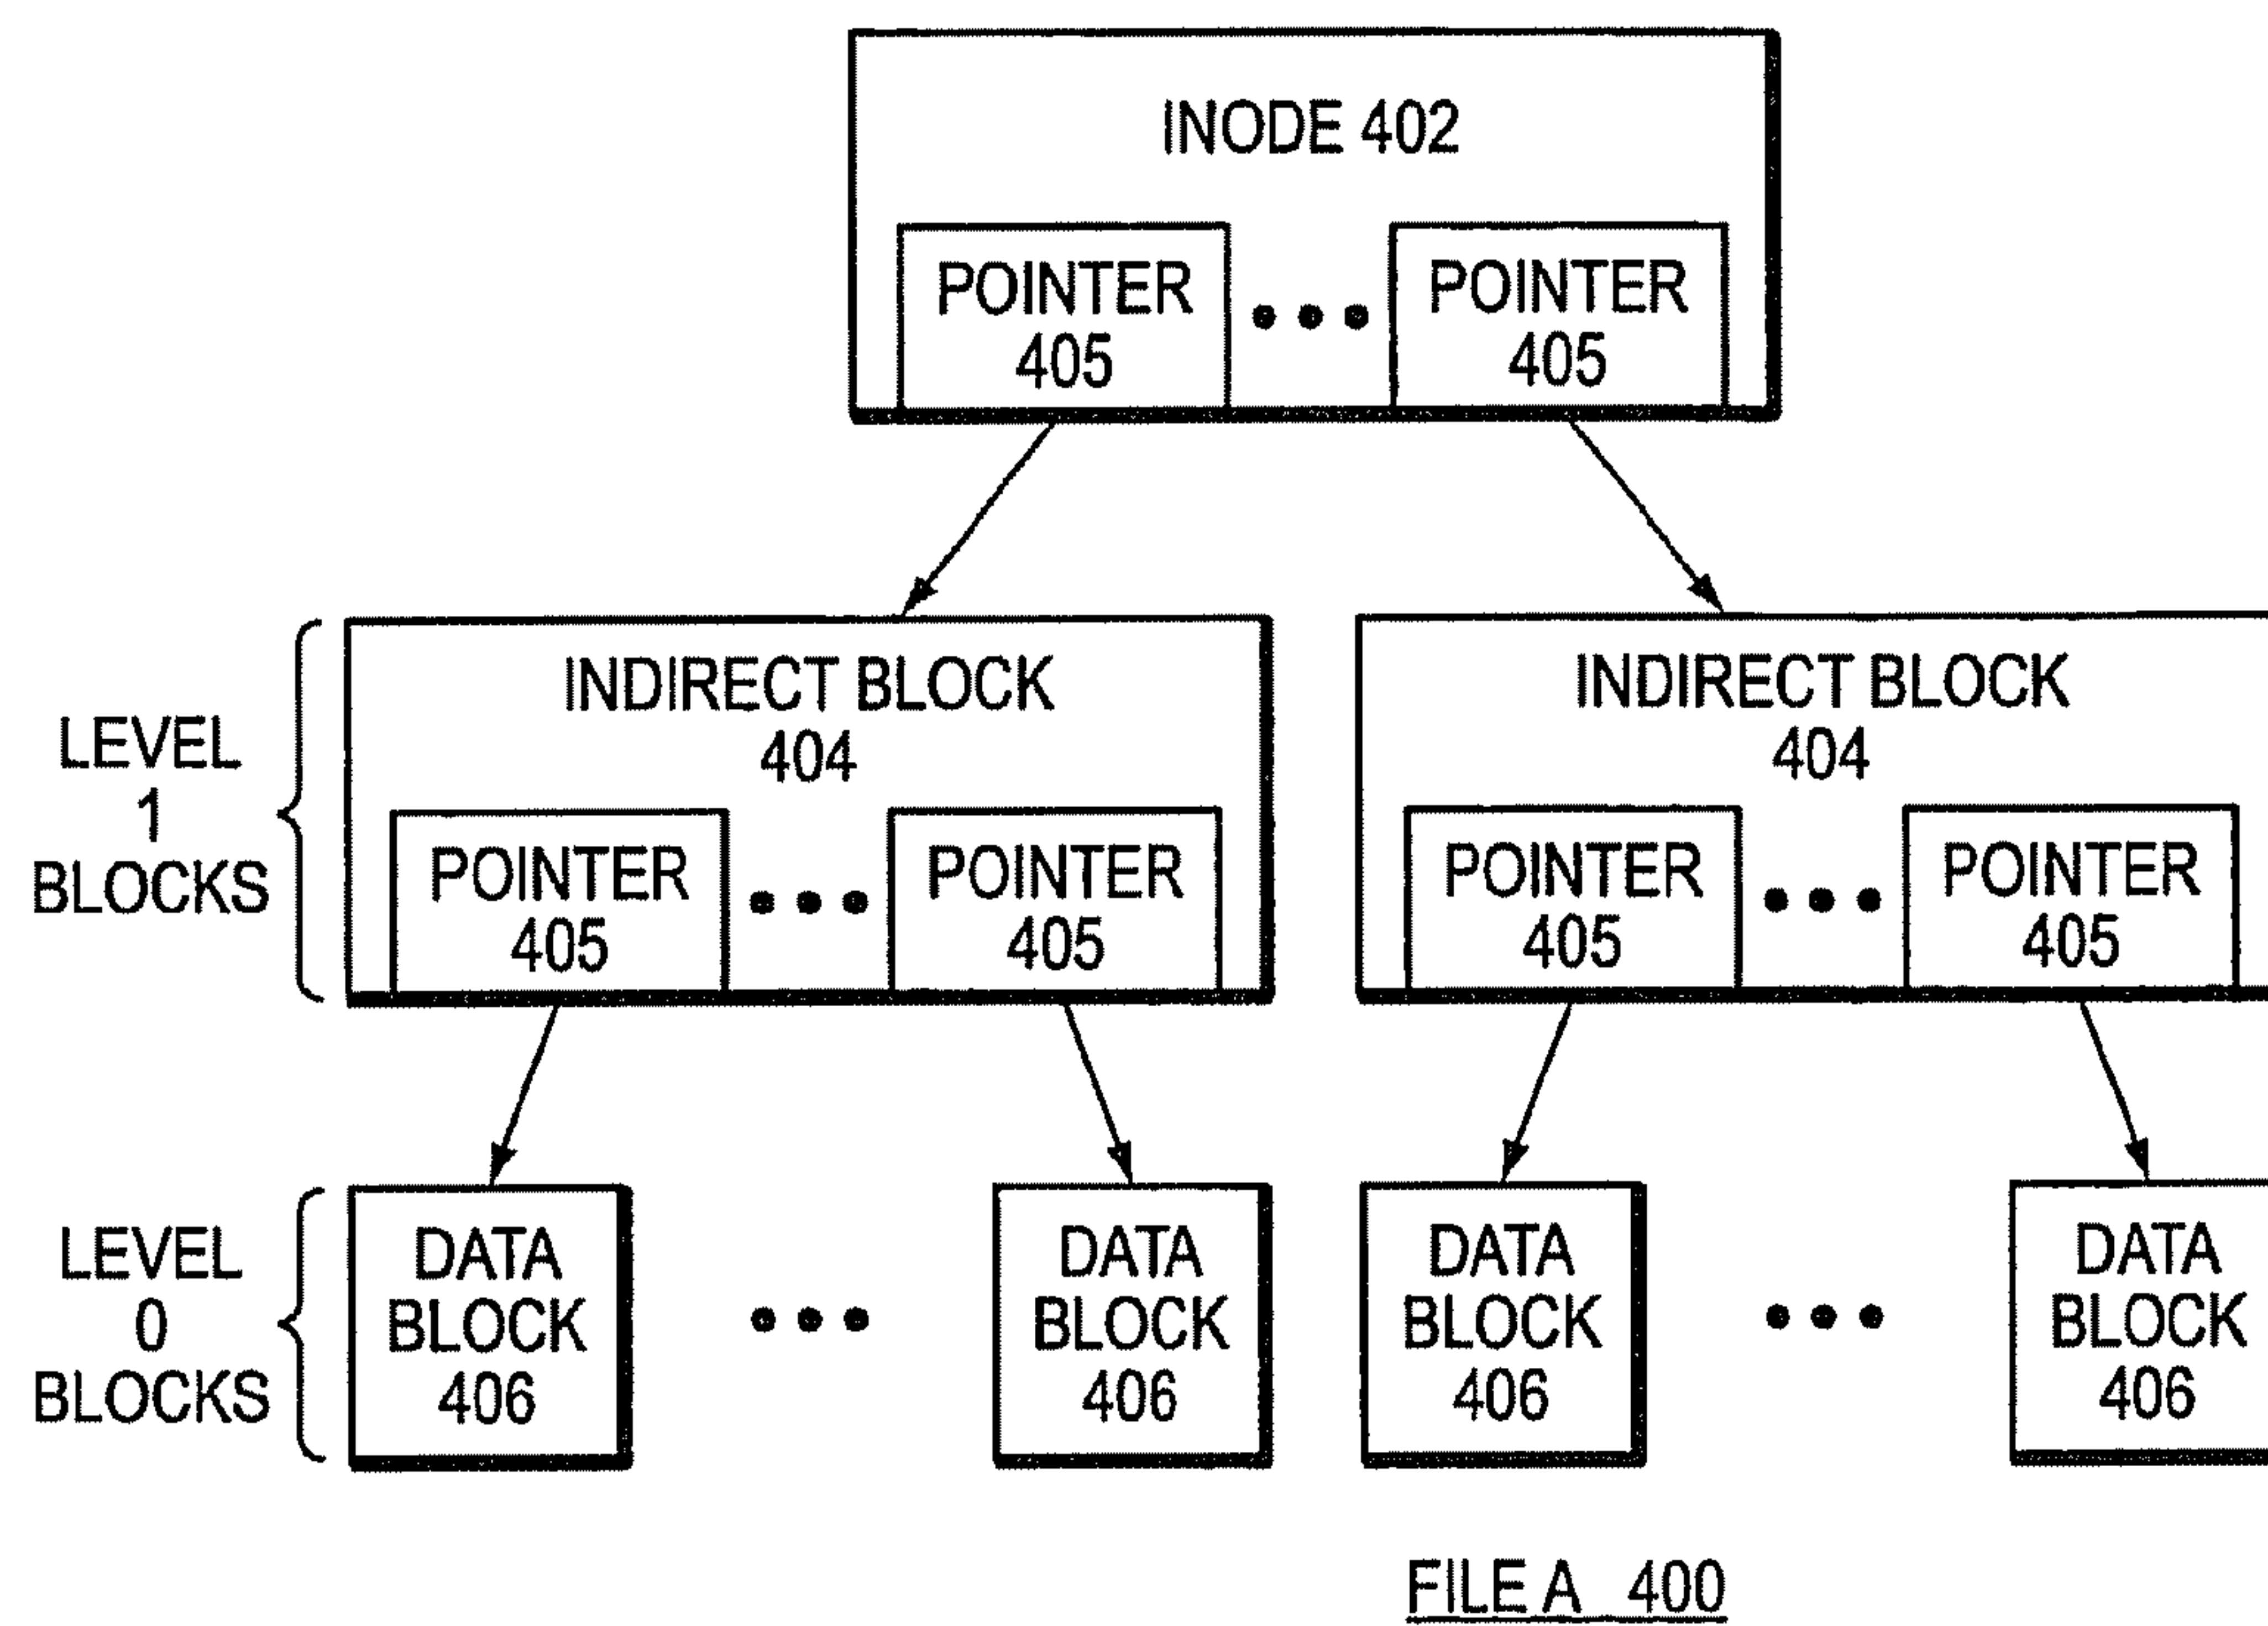 INODE 402
POINTER
405
POINTER
405
LEVEL
1
BLOCKS
INDIRECT BLOCK
404
POINTER
405
POINTER
405
INDIRECT BLOCK
404
POINTER
405
POINTER
405
LEVEL
0
BLOCKS
DATA
BLOCK
406
DATA
BLOCK
406
DATA
BLOCK
406
DATA
BLOCK
406
FILE A 400